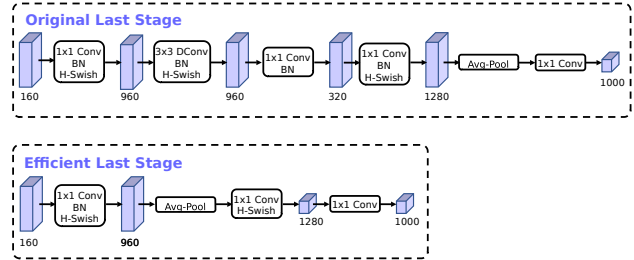 Original Last Stage
1x1 Conv
BN
H-Swish
3x3 DConv
BN
H-Swish
1x1 Conv
BN
1x1 Conv
BN
H-Swish
Avg-Pool
1x1 Conv
160
960
960
320
1280
1000
Efficient Last Stage
1x1 Conv
BN
H-Swish
Avg-Pool
1x1 Conv
H-Swish
1x1 Conv
160
960
1280
1000